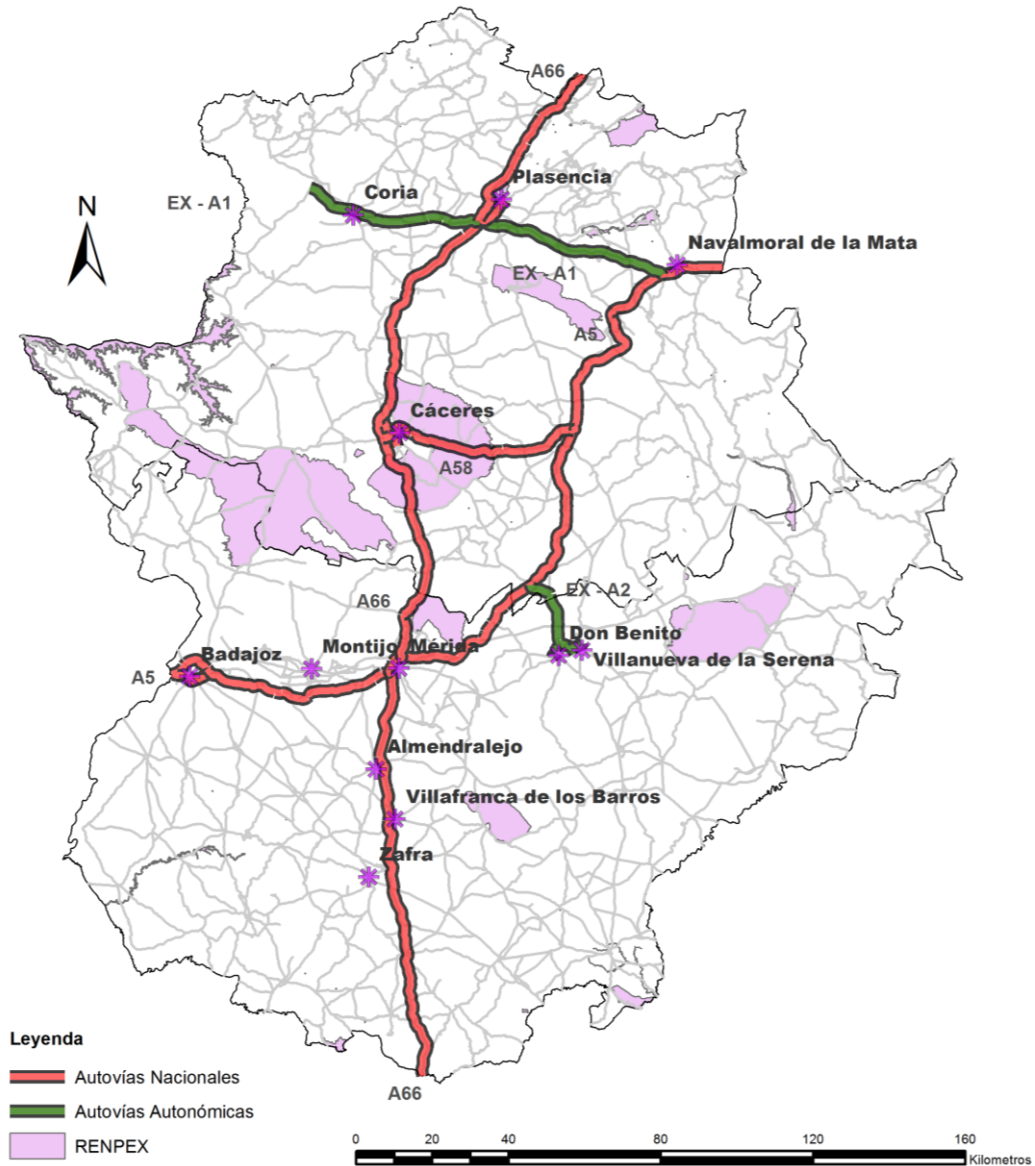 A66
Plasencia
Coria
EX - A1
N
Navalmoral de la Mata
EX - A1
A5
Cáceres
A58
A66
EX - A2
Don Benito
Montijo
Mérida
Badajoz
Villanueva de la Serena
A5
Almendralejo
Villafranca de los Barros
Zafra
Leyenda
Autovías Nacionales
A66
Autovías Autonómicas
RENPEX
0 20 40 80 120 160
Kilometros